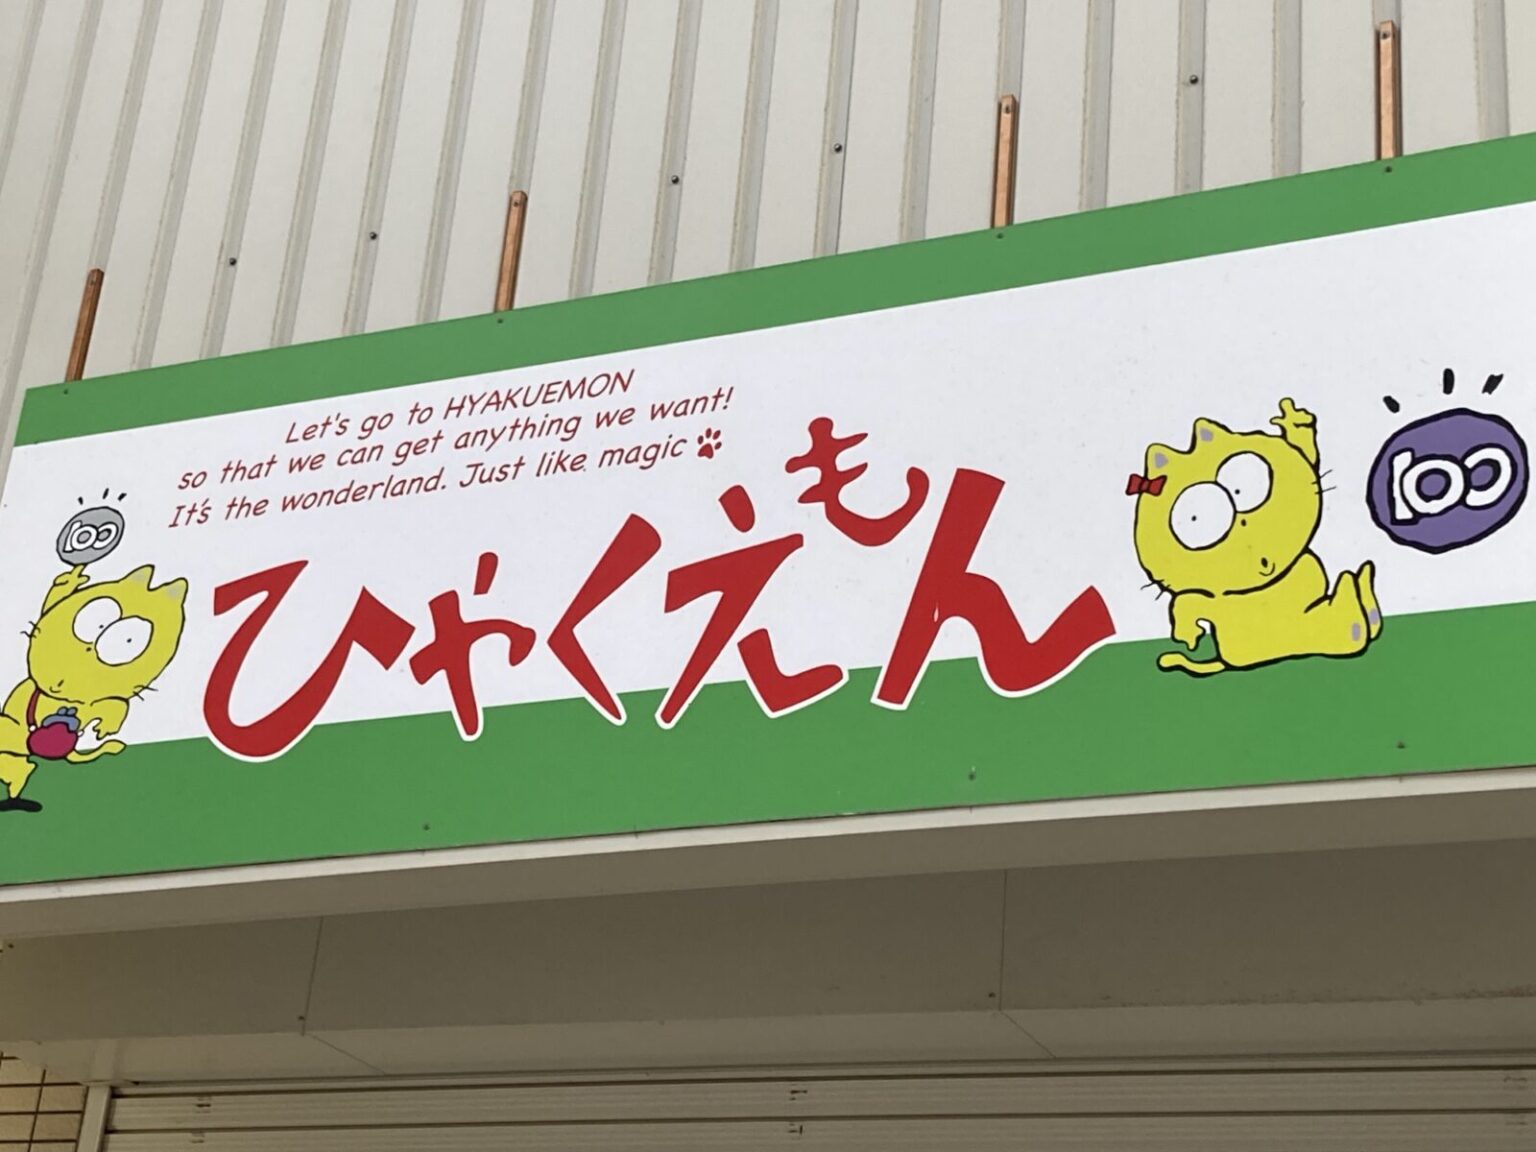 Let's go to HYAKUEMON
so that we can get anything we want!
It's the wonderland. Just like magic
100
ひゃくえもん
100